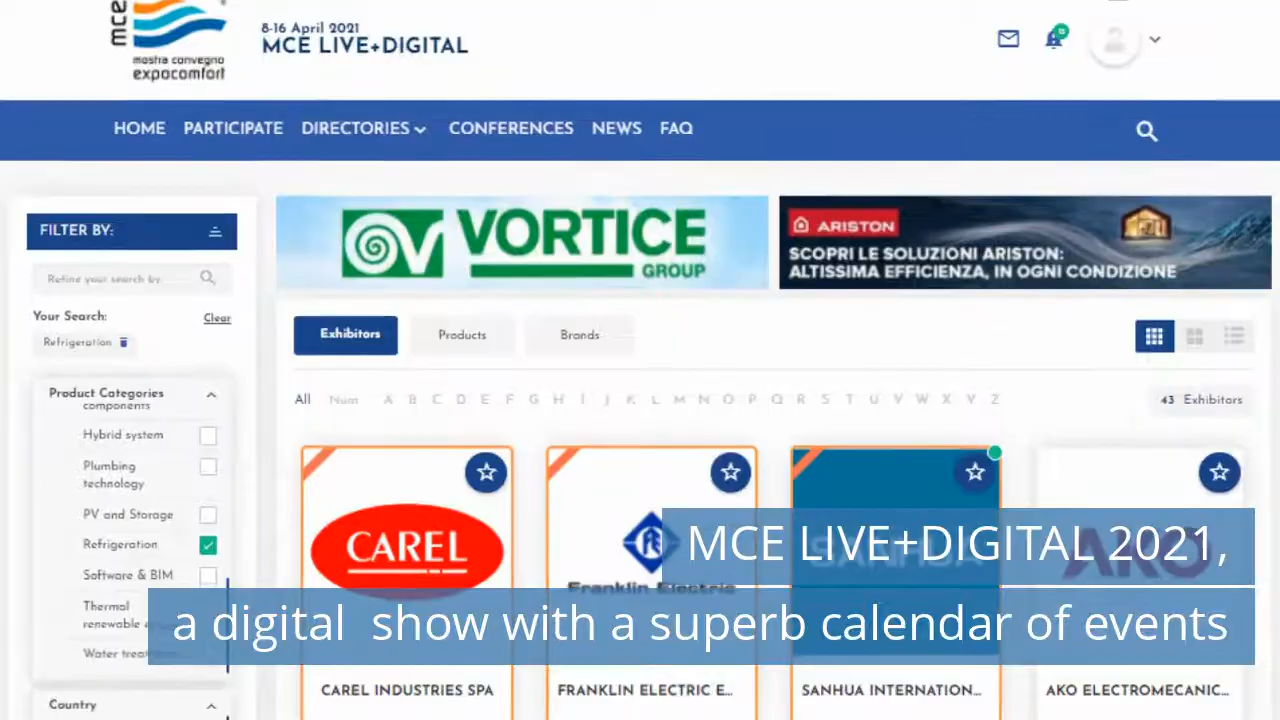 mce
mostra convegno
expocomfort
8-16 April 2021
MCE LIVE+DIGITAL
HOME PARTICIPATE DIRECTORIES CONFERENCES NEWS FAQ
FILTER BY:
Refine your search by
Your Search:
Clear
Refrigeration
Product Categories
components
Hybrid system
Plumbing
technology
PV and Storage
Refrigeration
Software & BIM
Thermal
renewable
Water
Country
VORTICE
GROUP
ARISTON
SCOPRI LE SOLUZIONI ARISTON:
ALTISSIMA EFFICIENZA, IN OGNI CONDIZIONE
Exhibitors Products Brands
All Num A B C D E F G H I J K L M N O P Q R S T U V W X Y Z
43 Exhibitors
CAREL
Franklin Electric
SANHUA
AKO
MCE LIVE+DIGITAL 2021,
a digital show with a superb calendar of events
CAREL INDUSTRIES SPA
FRANKLIN ELECTRIC E...
SANHUA INTERNATION...
AKO ELECTROMECANIC...